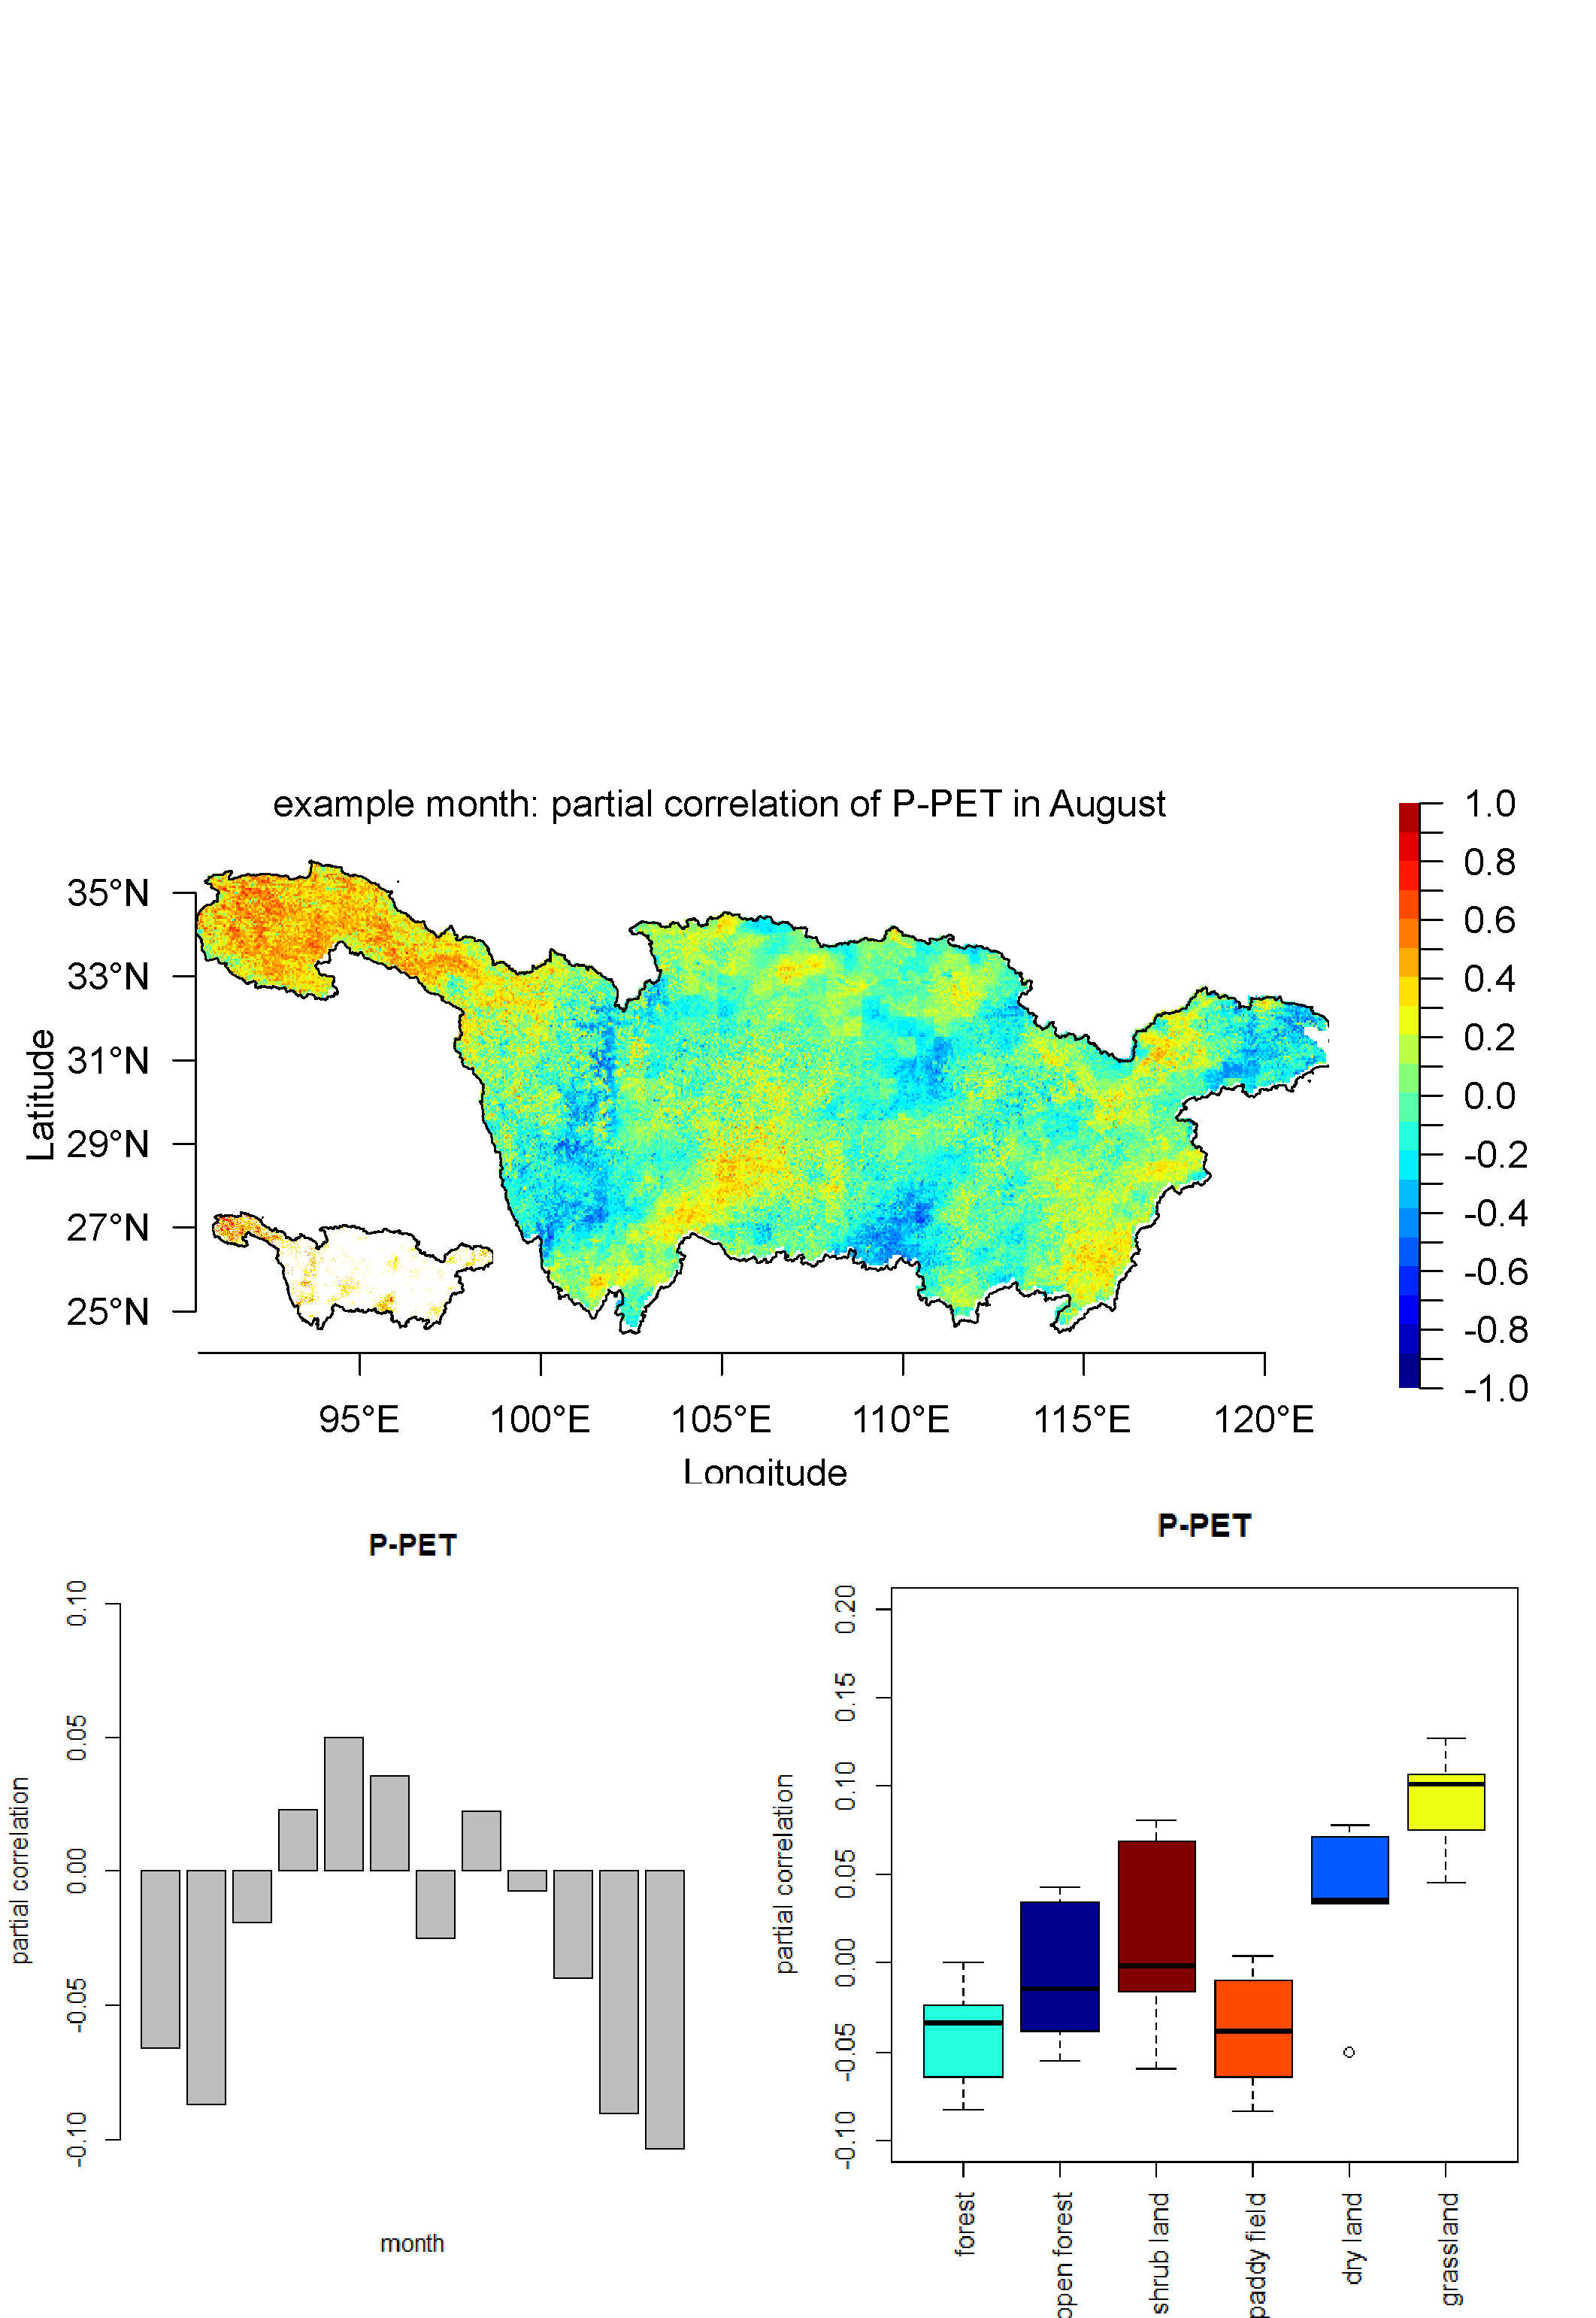 example month: partial correlation of P-PET in August
1.0
0.8
0.6
0.4
0.2
0.0
-0.2
-0.4
-0.6
-0.8
-1.0
Latitude
35°N
33°N
31°N
29°N
27°N
25°N
95°E 100°E 105°E 110°E 115°E 120°E
Longitude
P-PET
partial correlation
0.10
0.05
0.00
-0.05
-0.10
month
P-PET
partial correlation
0.20
0.15
0.10
0.05
0.00
-0.05
-0.10
forest
open forest
shrub land
paddy field
dry land
grassland